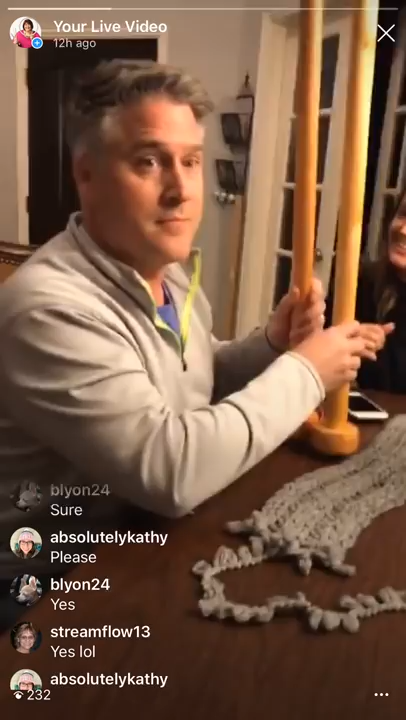 Your Live Video
12h ago
blyon24
Sure
absolutelykathy
Please
blyon24
Yes
streamflow13
Yes lol
absolutelykathy
232